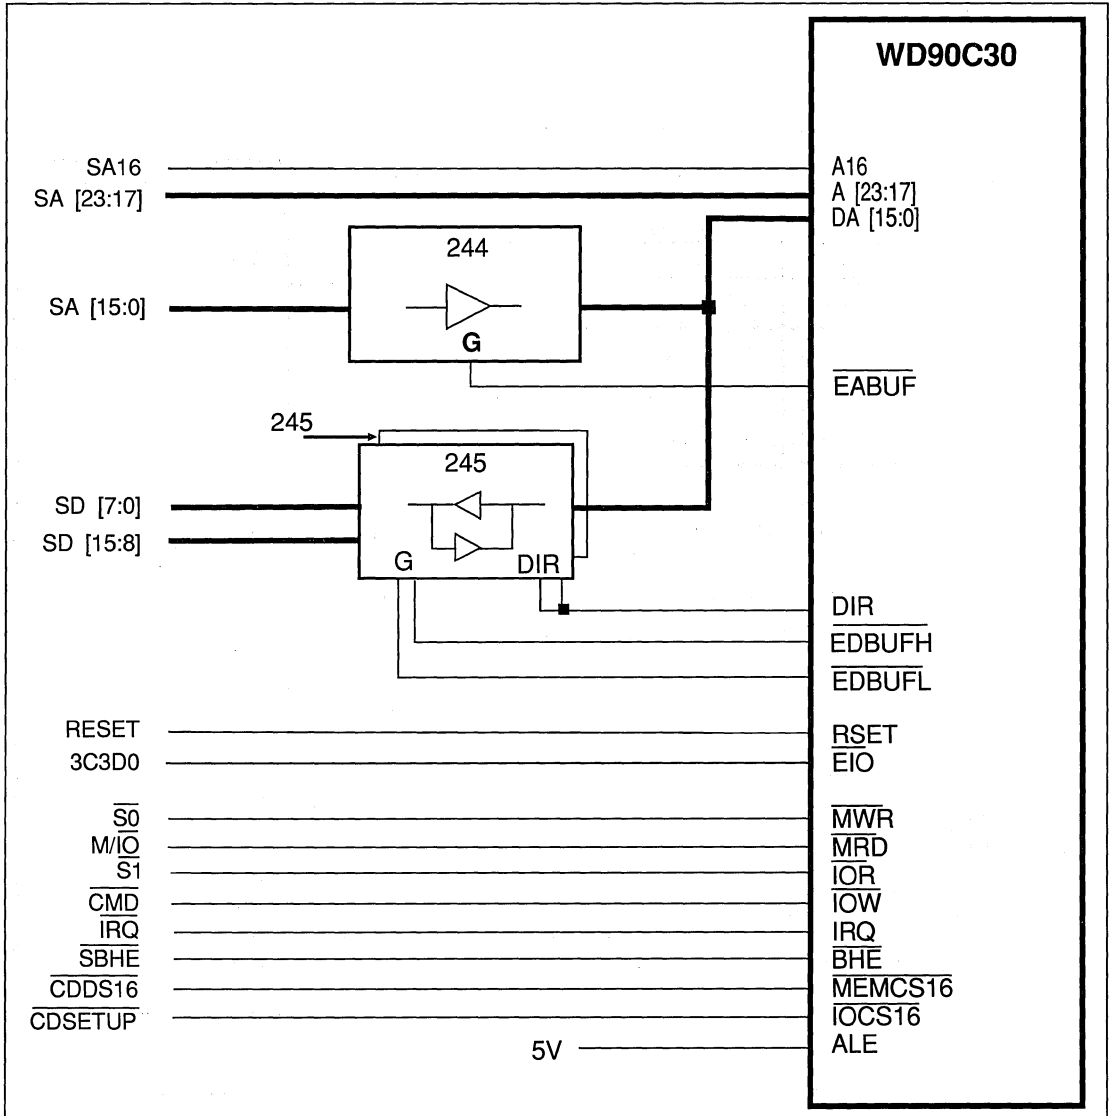 WD90C30
SA16 A16
SA [23:17] A [23:17]
DA [15:0]
244
SA [15:0]
G
EABUF
245
245
SD [7:0]
SD [15:8]
G DIR
DIR
EDBUFH
EDBUFL
RESET RSET
3C3D0 EIO
S0 MWR
M/IO MRD
S1 IOR
CMD IOW
IRQ IRQ
SBHE BHE
CDDS16 MEMCS16
CDSETUP IOCS16
5V ALE